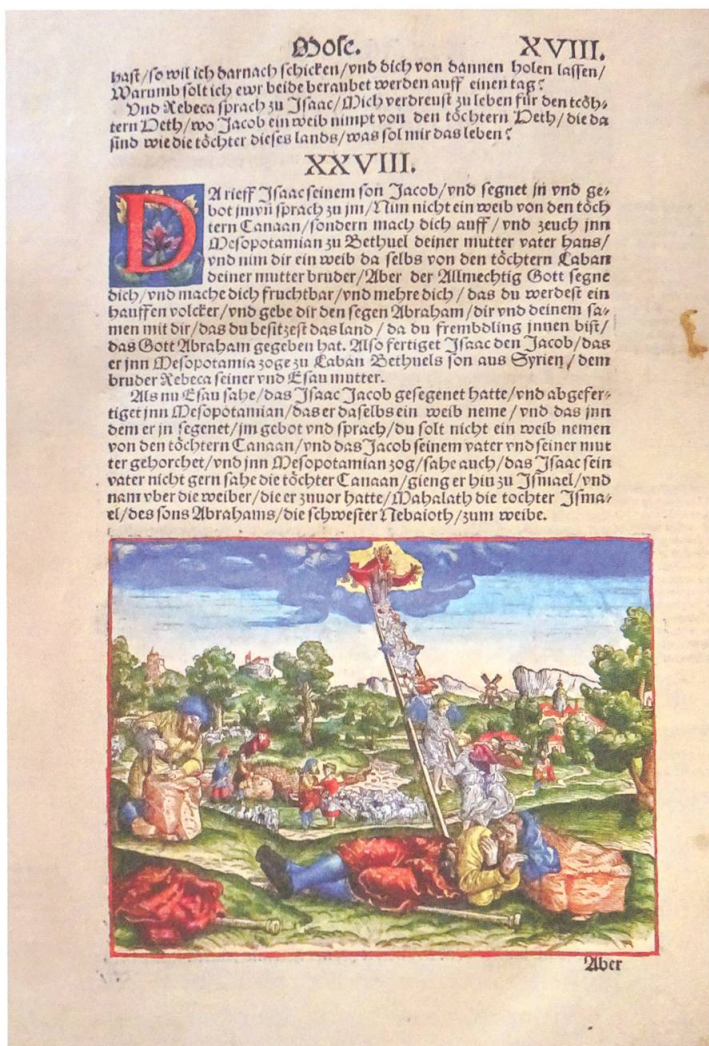 Mose. XVIII.
hast/so wil ich darnach schicken/vnd dich von dannen holen lassen/
Warumb solt ich ewr beide beraubet werden auff einen tag?
Vnd Rebeca sprach zu Isaac/Mich verdreust zu leben für den töch-
tern Heth/wo Jacob ein weib nimpt von den töchtern Heth/die da
sind wie die töchter dieses lands/was sol mir das leben?
XXVIII.
DA rieff Isaac seinem son Jacob/vnd segnet jn vnd ge-
bot jm vñ sprach zu jm/Nim nicht ein weib von den töch
tern Canaan/sondern mach dich auff/vnd zeuch jnn
Mesopotamian zu Bethuel deiner mutter vater haus/
vnd nim dir ein weib da selbs von den töchtern Laban
deiner mutter bruder/Aber der Allmechtig Gott segne
dich/vnd mache dich fruchtbar/vnd mehre dich/das du werdest ein
hauffen volcker/vnd gebe dir den segen Abraham/dir vnd deinem sa-
men mit dir/das du besitzest das land/da du frembdling jnnen bist/
das Gott Abraham gegeben hat. Also fertiget Isaac den Jacob/das
er jnn Mesopotamia zoge zu Laban Bethuels son aus Syrien/dem
bruder Rebeca seiner vnd Esau mutter.
Als nu Esau sahe/das Isaac Jacob gesegenet hatte/vnd abgefer-
tiget jnn Mesopotamian/das er daselbs ein weib neme/vnd das jnn
dem er jn segenet/jm gebot vnd sprach/du solt nicht ein weib nemen
von den töchtern Canaan/vnd das Jacob seinem vater vnd seiner mut
ter gehorchet/vnd jnn Mesopotamian zog/sahe auch/das Isaac sein
vater nicht gern sahe die töchter Canaan/gieng er hin zu Ismael/vnd
nam vber die weiber/die er zuuor hatte/Mahalath die tochter Isma-
el/des sons Abrahams/die schwester Nebaioth/zum weibe.
Aber